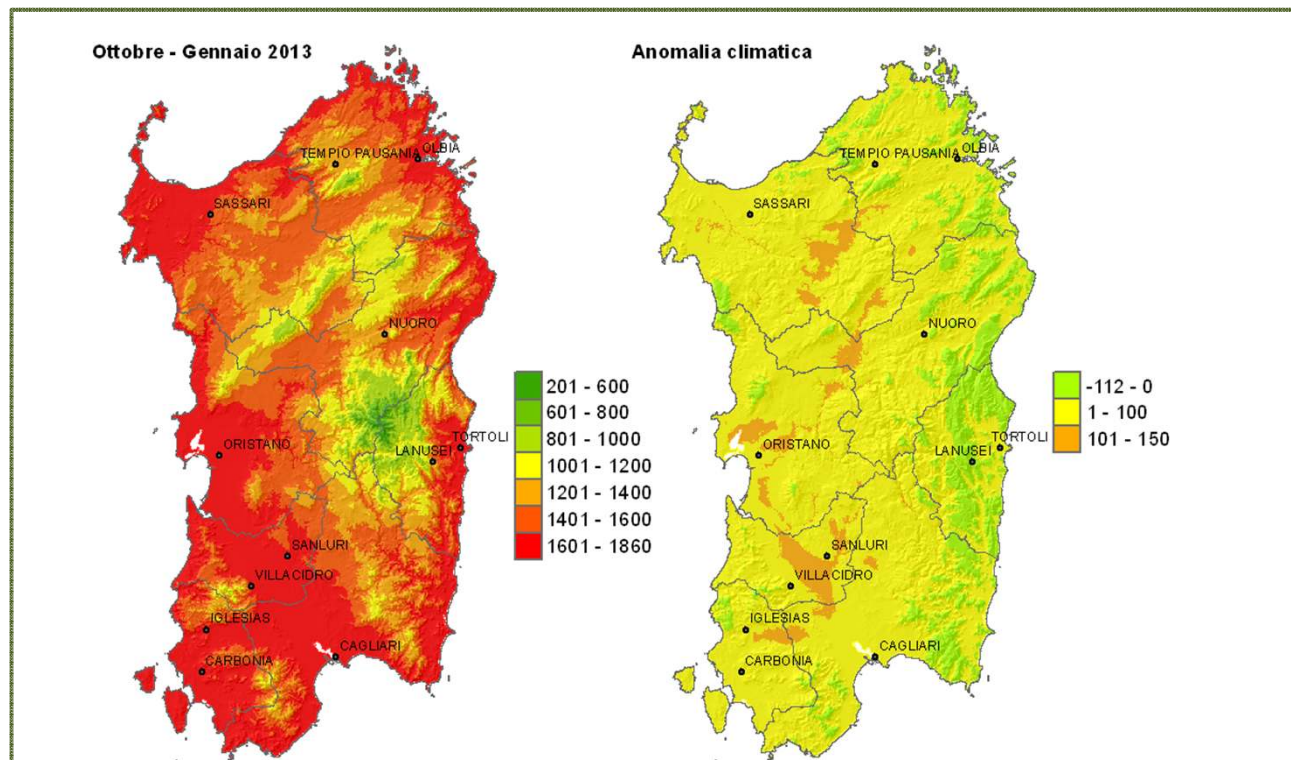 Ottobre - Gennaio 2013
TEMPIO PAUSANIA
OLBIA
SASSARI
NUORO
ORISTANO
TORTOLI
LANUSEI
SANLURI
VILLACIDRO
IGLESIAS
CARBONIA
CAGLIARI
201 - 600
601 - 800
801 - 1000
1001 - 1200
1201 - 1400
1401 - 1600
1601 - 1860
Anomalia climatica
TEMPIO PAUSANIA
OLBIA
SASSARI
NUORO
ORISTANO
TORTOLI
LANUSEI
SANLURI
VILLACIDRO
IGLESIAS
CARBONIA
CAGLIARI
-112 - 0
1 - 100
101 - 150